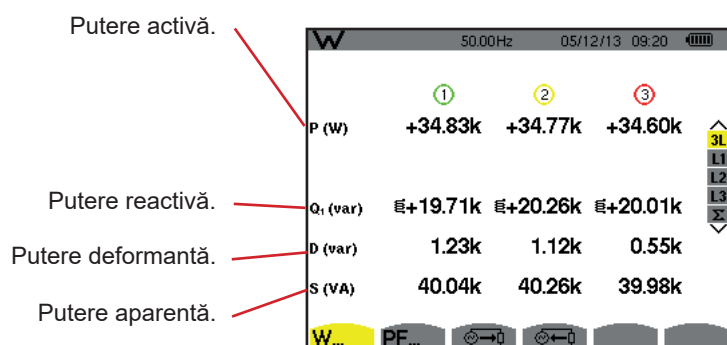 Putere activă.
W 50.00Hz 05/12/13 09:20
1 2 3
P (W) +34.83k +34.77k +34.60k
3L
L1
L2
L3
Σ
Putere reactivă.
Q₁ (var) +19.71k +20.26k +20.01k
Putere deformantă.
D (var) 1.23k 1.12k 0.55k
Putere aparentă.
S (VA) 40.04k 40.26k 39.98k
W... PF...